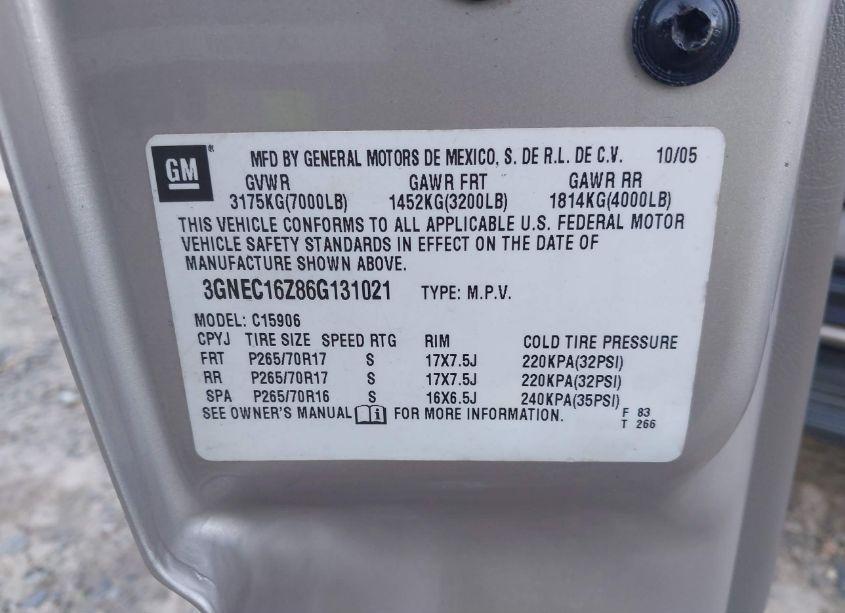 GM® MFD BY GENERAL MOTORS DE MEXICO, S. DE R.L. DE C.V. 10/05
GVWR GAWR FRT GAWR RR
3175KG(7000LB) 1452KG(3200LB) 1814KG(4000LB)
THIS VEHICLE CONFORMS TO ALL APPLICABLE U.S. FEDERAL MOTOR
VEHICLE SAFETY STANDARDS IN EFFECT ON THE DATE OF
MANUFACTURE SHOWN ABOVE.
3GNEC16Z86G131021 TYPE: M.P.V.
MODEL: C15906
CPYJ TIRE SIZE SPEED RTG RIM COLD TIRE PRESSURE
FRT P265/70R17 S 17X7.5J 220KPA(32PSI)
RR P265/70R17 S 17X7.5J 220KPA(32PSI)
SPA P265/70R16 S 16X6.5J 240KPA(35PSI)
SEE OWNER'S MANUAL FOR MORE INFORMATION. F 83
T 266